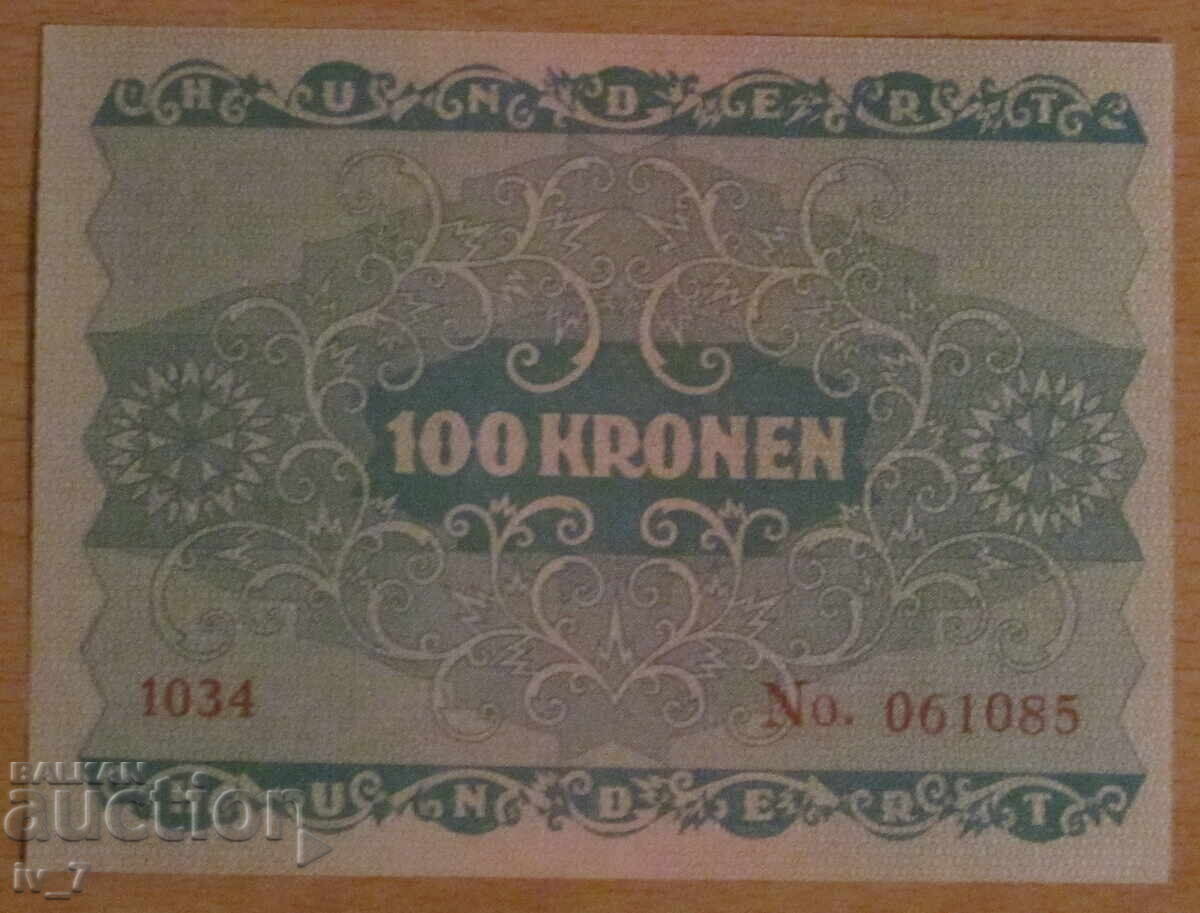 HUNDERT
100 KRONEN
1034
No. 061085
HUNDERT
BALKAN
auction
iv_7